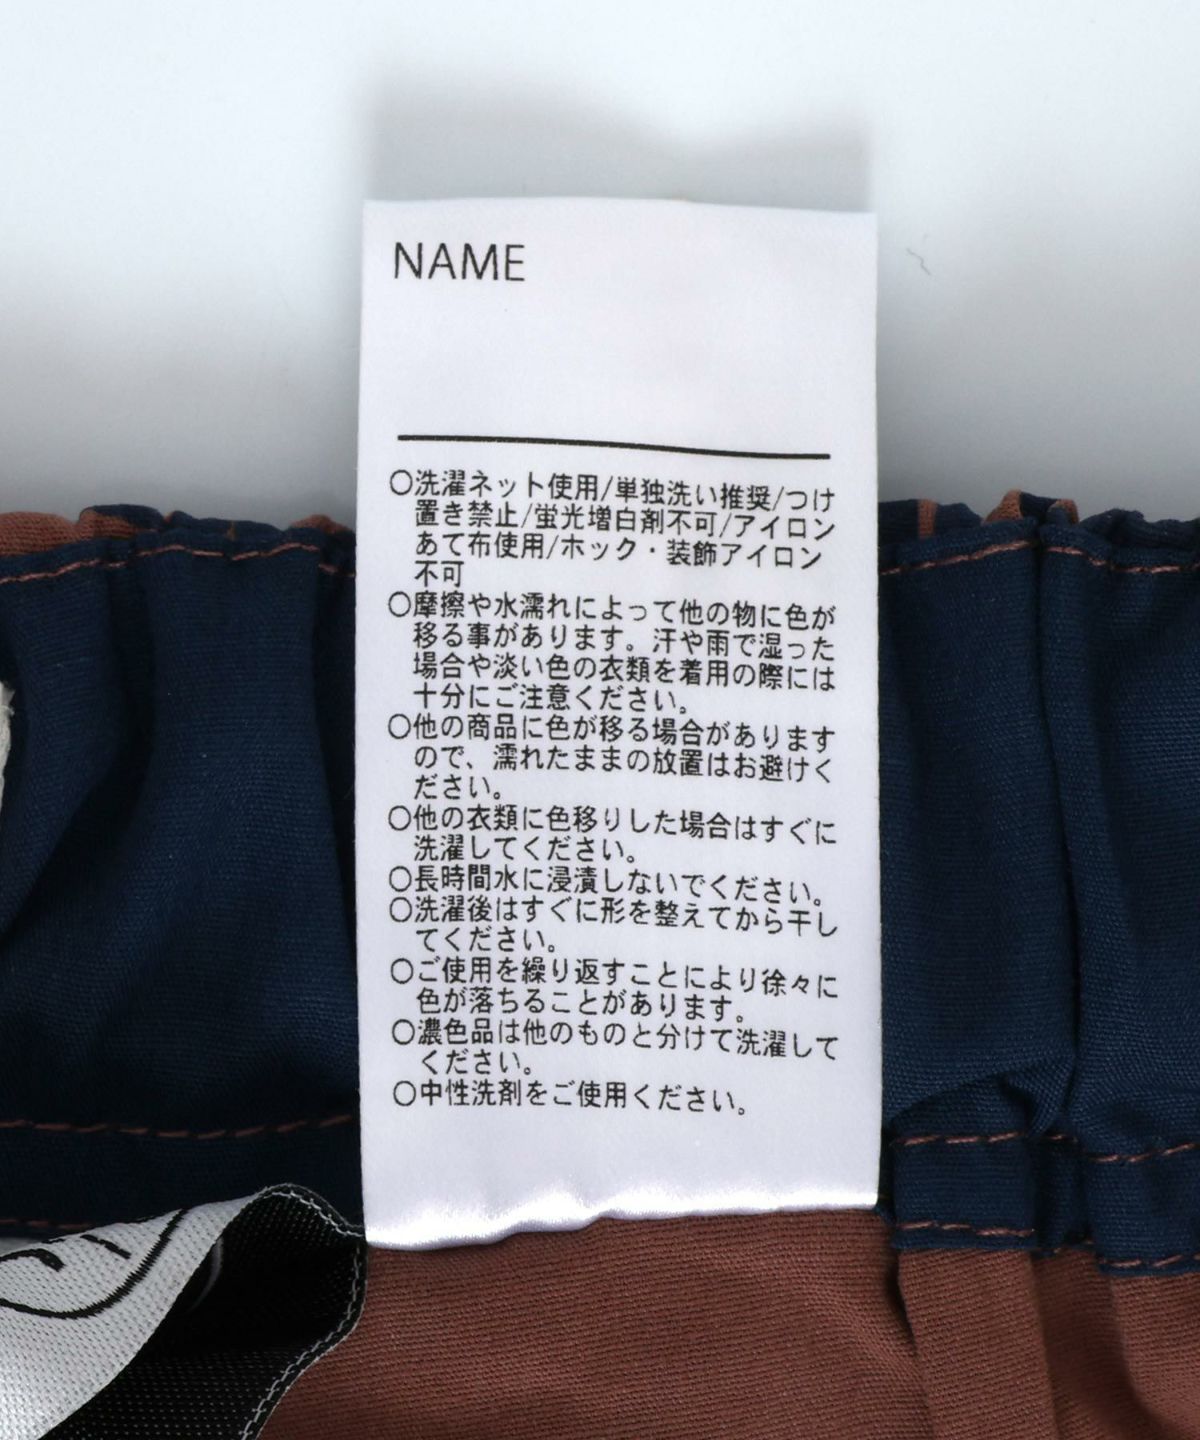 NAME
○洗濯ネット使用/単独洗い推奨/つけ
置き禁止/蛍光増白剤不可/アイロン
あて布使用/ホック・装飾アイロン
不可
○摩擦や水濡れによって他の物に色が
移る事があります。汗や雨で湿った
場合や淡い色の衣類を着用の際には
十分にご注意ください。
○他の商品に色が移る場合があります
ので、濡れたままの放置はお避けく
ださい。
○他の衣類に色移りした場合はすぐに
洗濯してください。
○長時間水に浸漬しないでください。
○洗濯後はすぐに形を整えてから干し
てください。
○ご使用を繰り返すことにより徐々に
色が落ちることがあります。
○濃色品は他のものと分けて洗濯して
ください。
○中性洗剤をご使用ください。